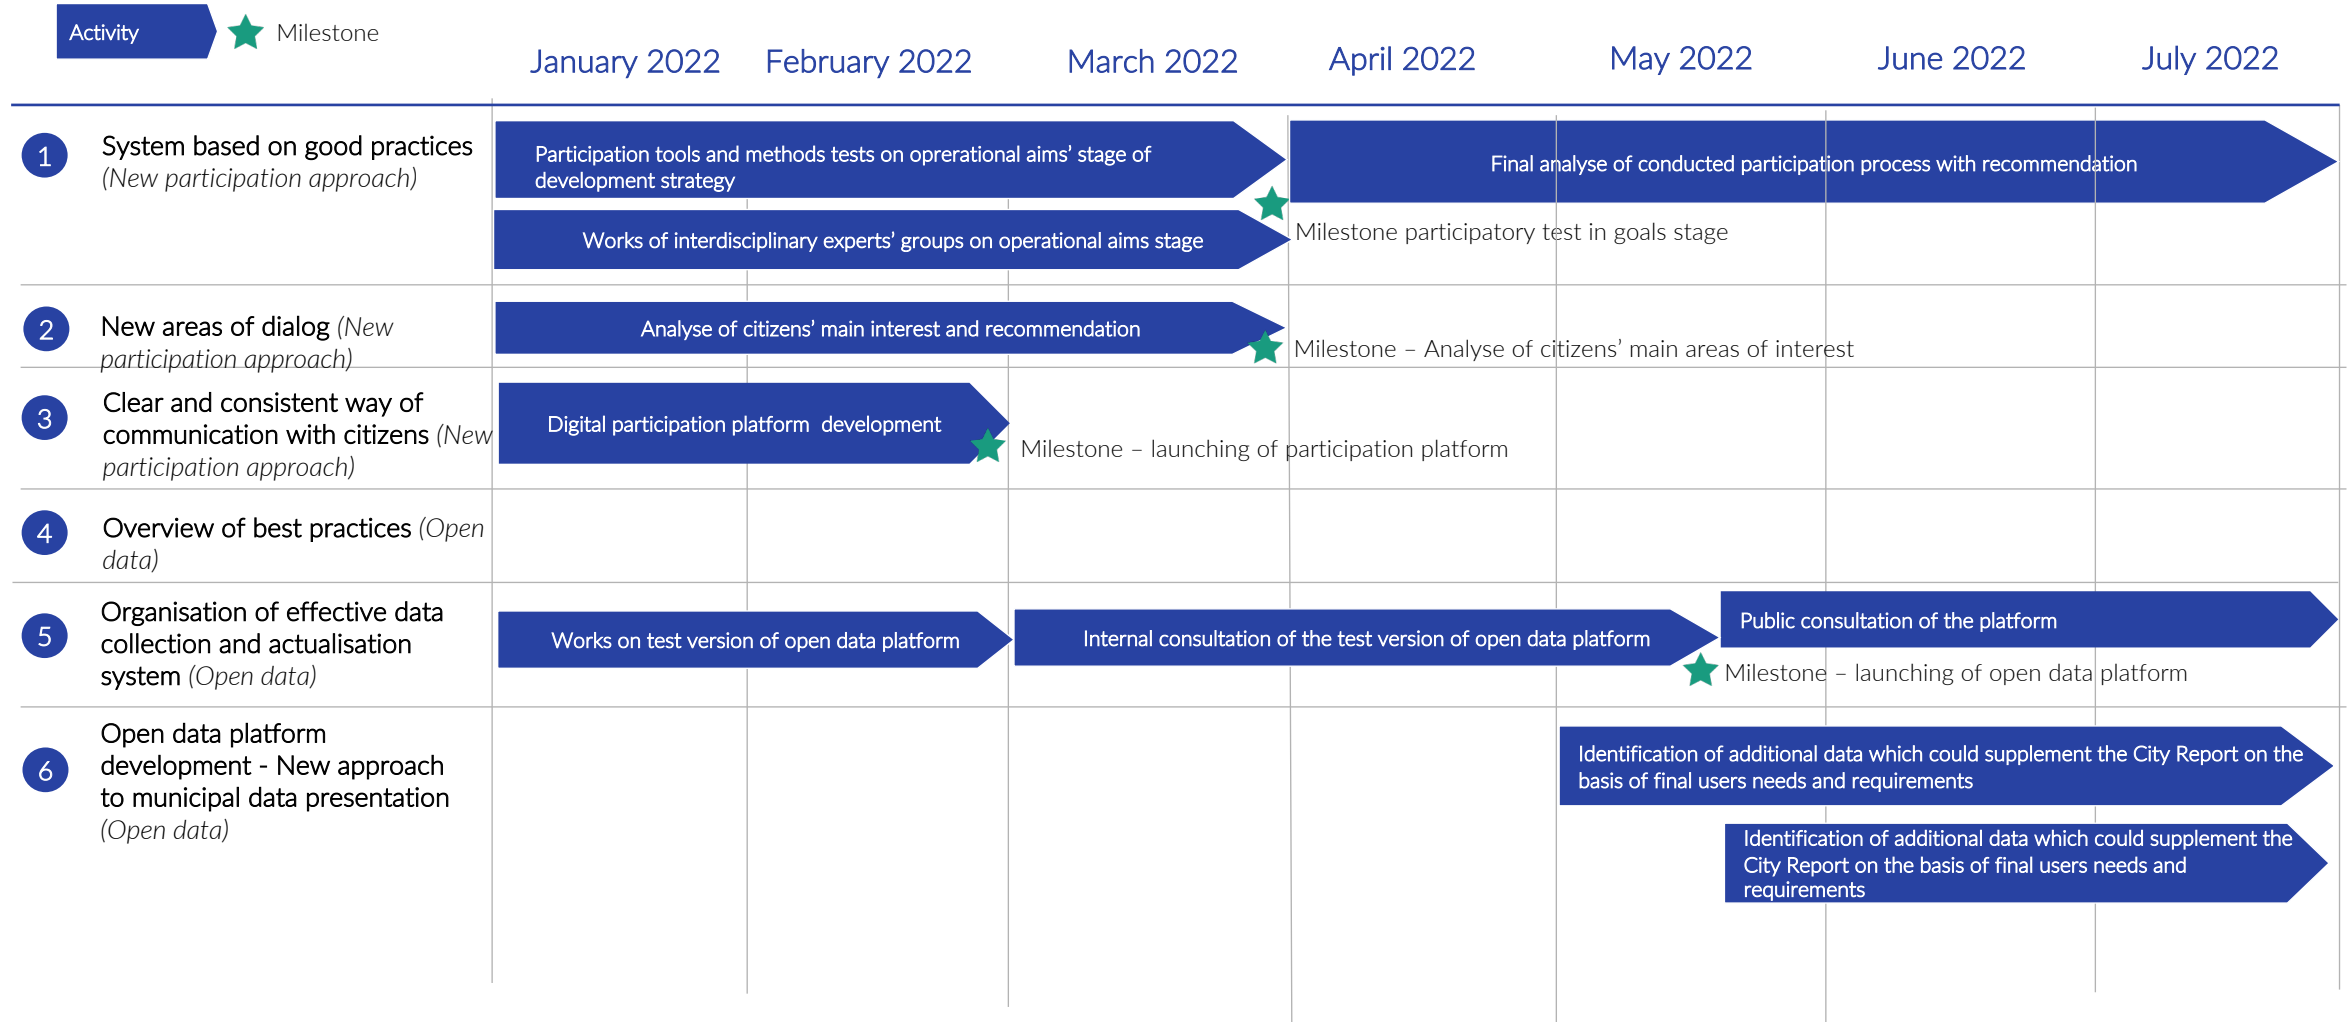 Activity
Milestone
January 2022
February 2022
March 2022
April 2022
May 2022
June 2022
July 2022
1
System based on good practices
(New participation approach)
Participation tools and methods tests on oprerational aims’ stage of
development strategy
Final analyse of conducted participation process with recommendation
Works of interdisciplinary experts’ groups on operational aims stage
Milestone participatory test in goals stage
2
New areas of dialog (New
participation approach)
Analyse of citizens’ main interest and recommendation
Milestone – Analyse of citizens’ main areas of interest
3
Clear and consistent way of
communication with citizens (New
participation approach)
Digital participation platform  development
Milestone – launching of participation platform
4
Overview of best practices (Open
data)
5
Organisation of effective data
collection and actualisation
system (Open data)
Works on test version of open data platform
Internal consultation of the test version of open data platform
Public consultation of the platform
Milestone – launching of open data platform
6
Open data platform
development - New approach
to municipal data presentation
(Open data)
Identification of additional data which could supplement the City Report on the
basis of final users needs and requirements
Identification of additional data which could supplement the
City Report on the basis of final users needs and
requirements